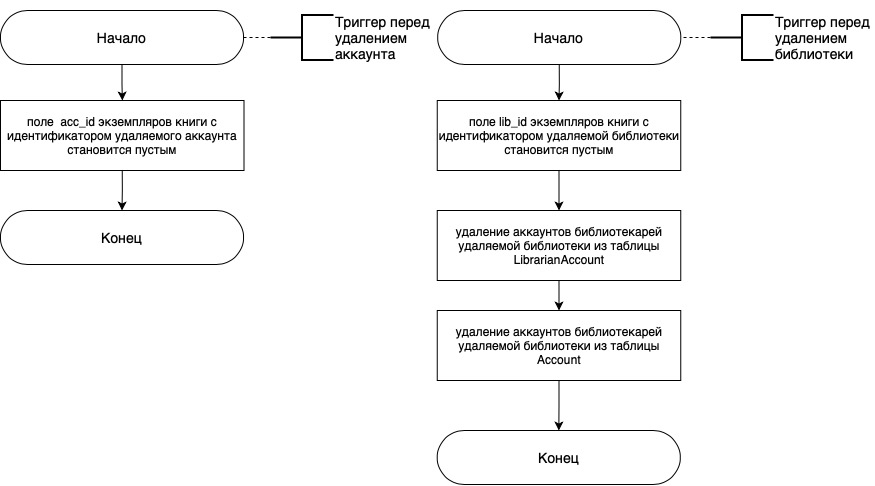 Начало
Триггер перед
удалением
аккаунта
поле acc_id экземпляров книги с
идентификатором удаляемого аккаунта
становится пустым
Конец
Начало
Триггер перед
удалением
библиотеки
поле lib_id экземпляров книги с
идентификатором удаляемой библиотеки
становится пустым
удаление аккаунтов библиотекарей
удаляемой библиотеки из таблицы
LibrarianAccount
удаление аккаунтов библиотекарей
удаляемой библиотеки из таблицы
Account
Конец